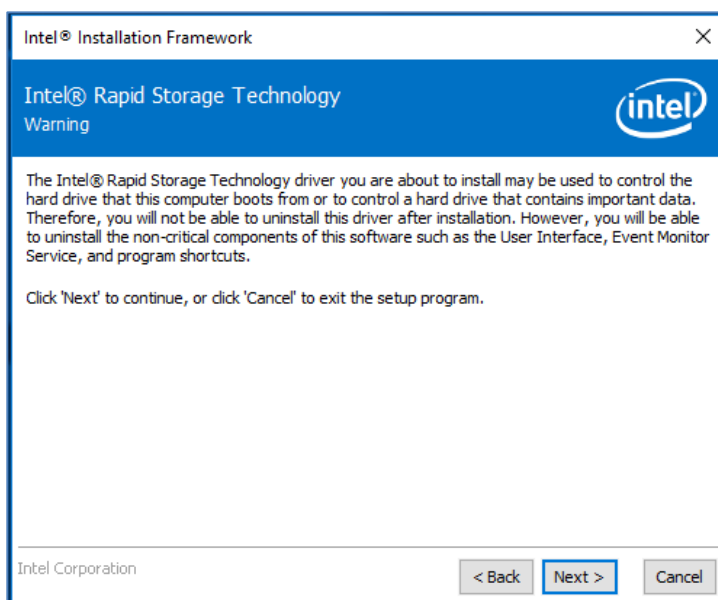 Intel® Installation Framework
Intel® Rapid Storage Technology
Warning
intel
The Intel® Rapid Storage Technology driver you are about to install may be used to control the
hard drive that this computer boots from or to control a hard drive that contains important data.
Therefore, you will not be able to uninstall this driver after installation. However, you will be able
to uninstall the non-critical components of this software such as the User Interface, Event Monitor
Service, and program shortcuts.
Click 'Next' to continue, or click 'Cancel' to exit the setup program.
Intel Corporation
< Back Next > Cancel